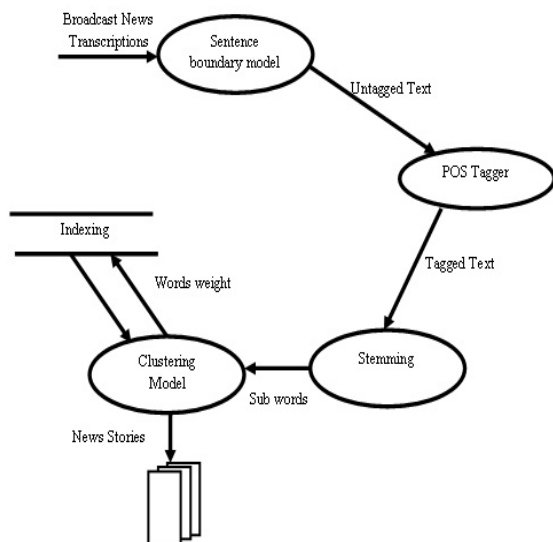 Broadcast News
Transcriptions
Sentence
boundary model
Untagged Text
POS Tagger
Tagged Text
Indexing
Words weight
Clustering
Model
Sub words
Stemming
News Stories